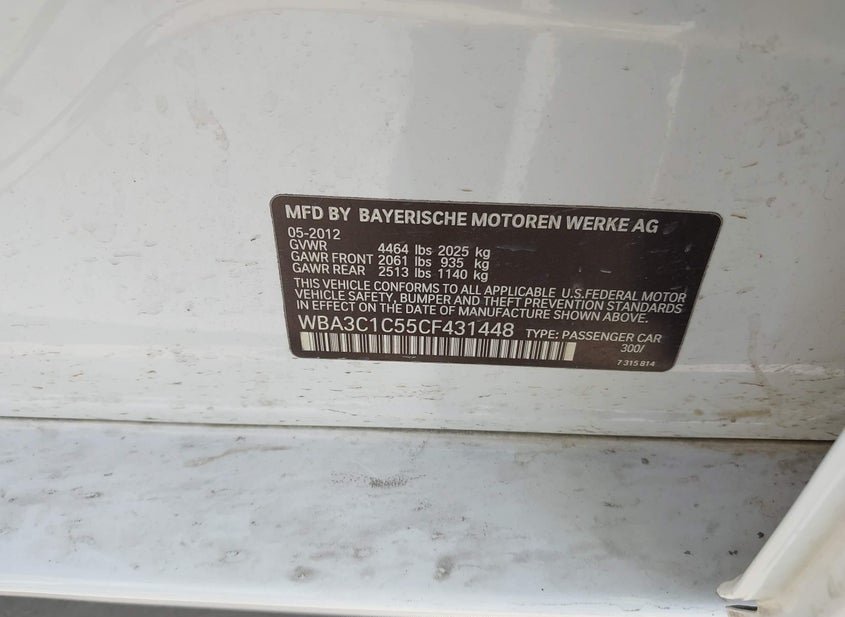 MFD BY BAYERISCHE MOTOREN WERKE AG
05-2012
GVWR 4464 lbs 2025 kg
GAWR FRONT 2061 lbs 935 kg
GAWR REAR 2513 lbs 1140 kg
THIS VEHICLE CONFORMS TO ALL APPLICABLE U.S.FEDERAL MOTOR
VEHICLE SAFETY, BUMPER AND THEFT PREVENTION STANDARDS
IN EFFECT ON THE DATE OF MANUFACTURE SHOWN ABOVE.
WBA3C1C55CF431448 TYPE: PASSENGER CAR
300/
7 315 814